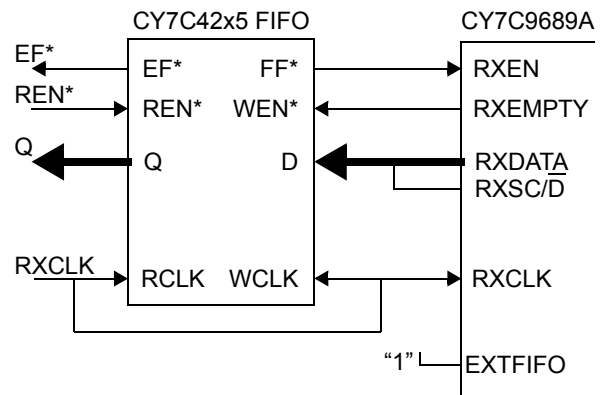 CY7C42x5 FIFO CY7C9689A
EF* EF* FF* RXEN
REN* REN* WEN* RXEMPTY
Q Q D RXDATA
RXSC/D̅
RXCLK RCLK WCLK RXCLK
“1” EXTFIFO